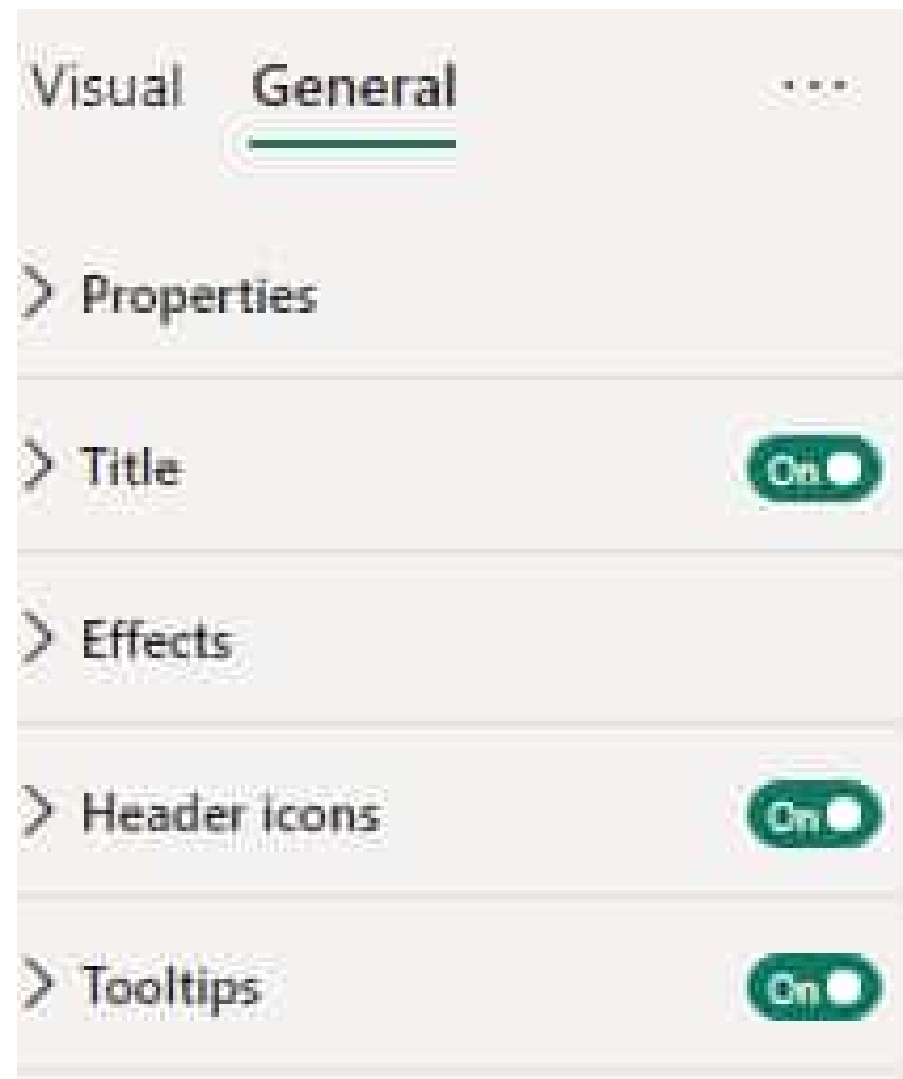 Visual General ...
Properties
Title On
Effects
Header icons On
Tooltips On